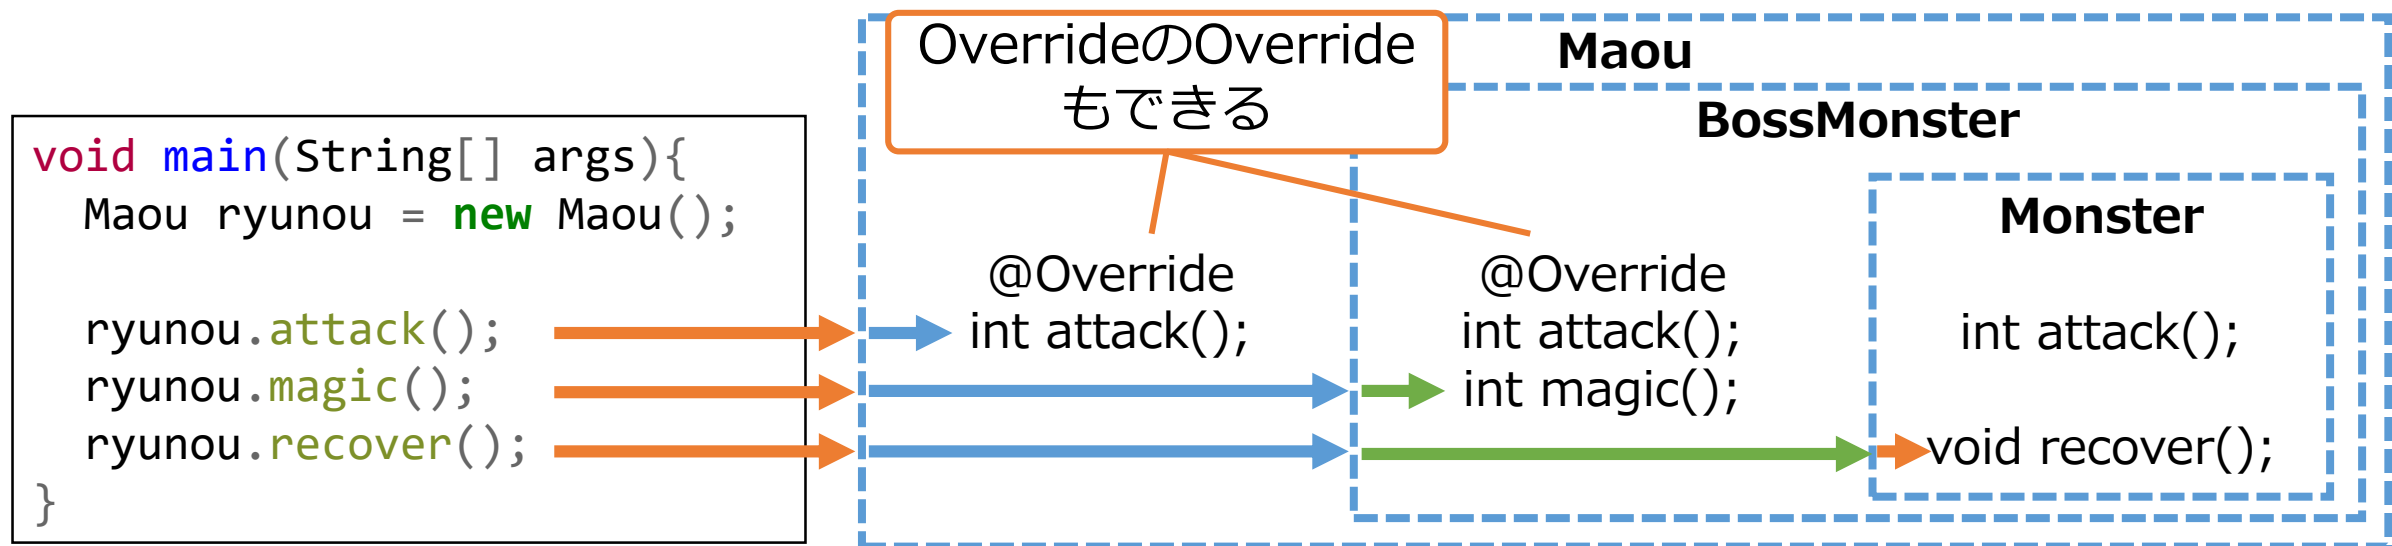 void main(String[] args){
Maou ryunou = new Maou();
ryunou.attack();
ryunou.magic();
ryunou.recover();
}
OverrideのOverride
もできる
Maou
BossMonster
Monster
@Override
int attack();
@Override
int attack();
int magic();
int attack();
void recover();